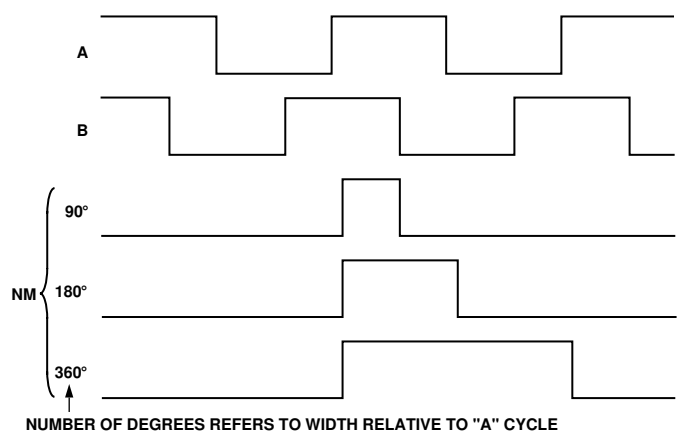 A
B
90°
NM
180°
360°
NUMBER OF DEGREES REFERS TO WIDTH RELATIVE TO "A" CYCLE